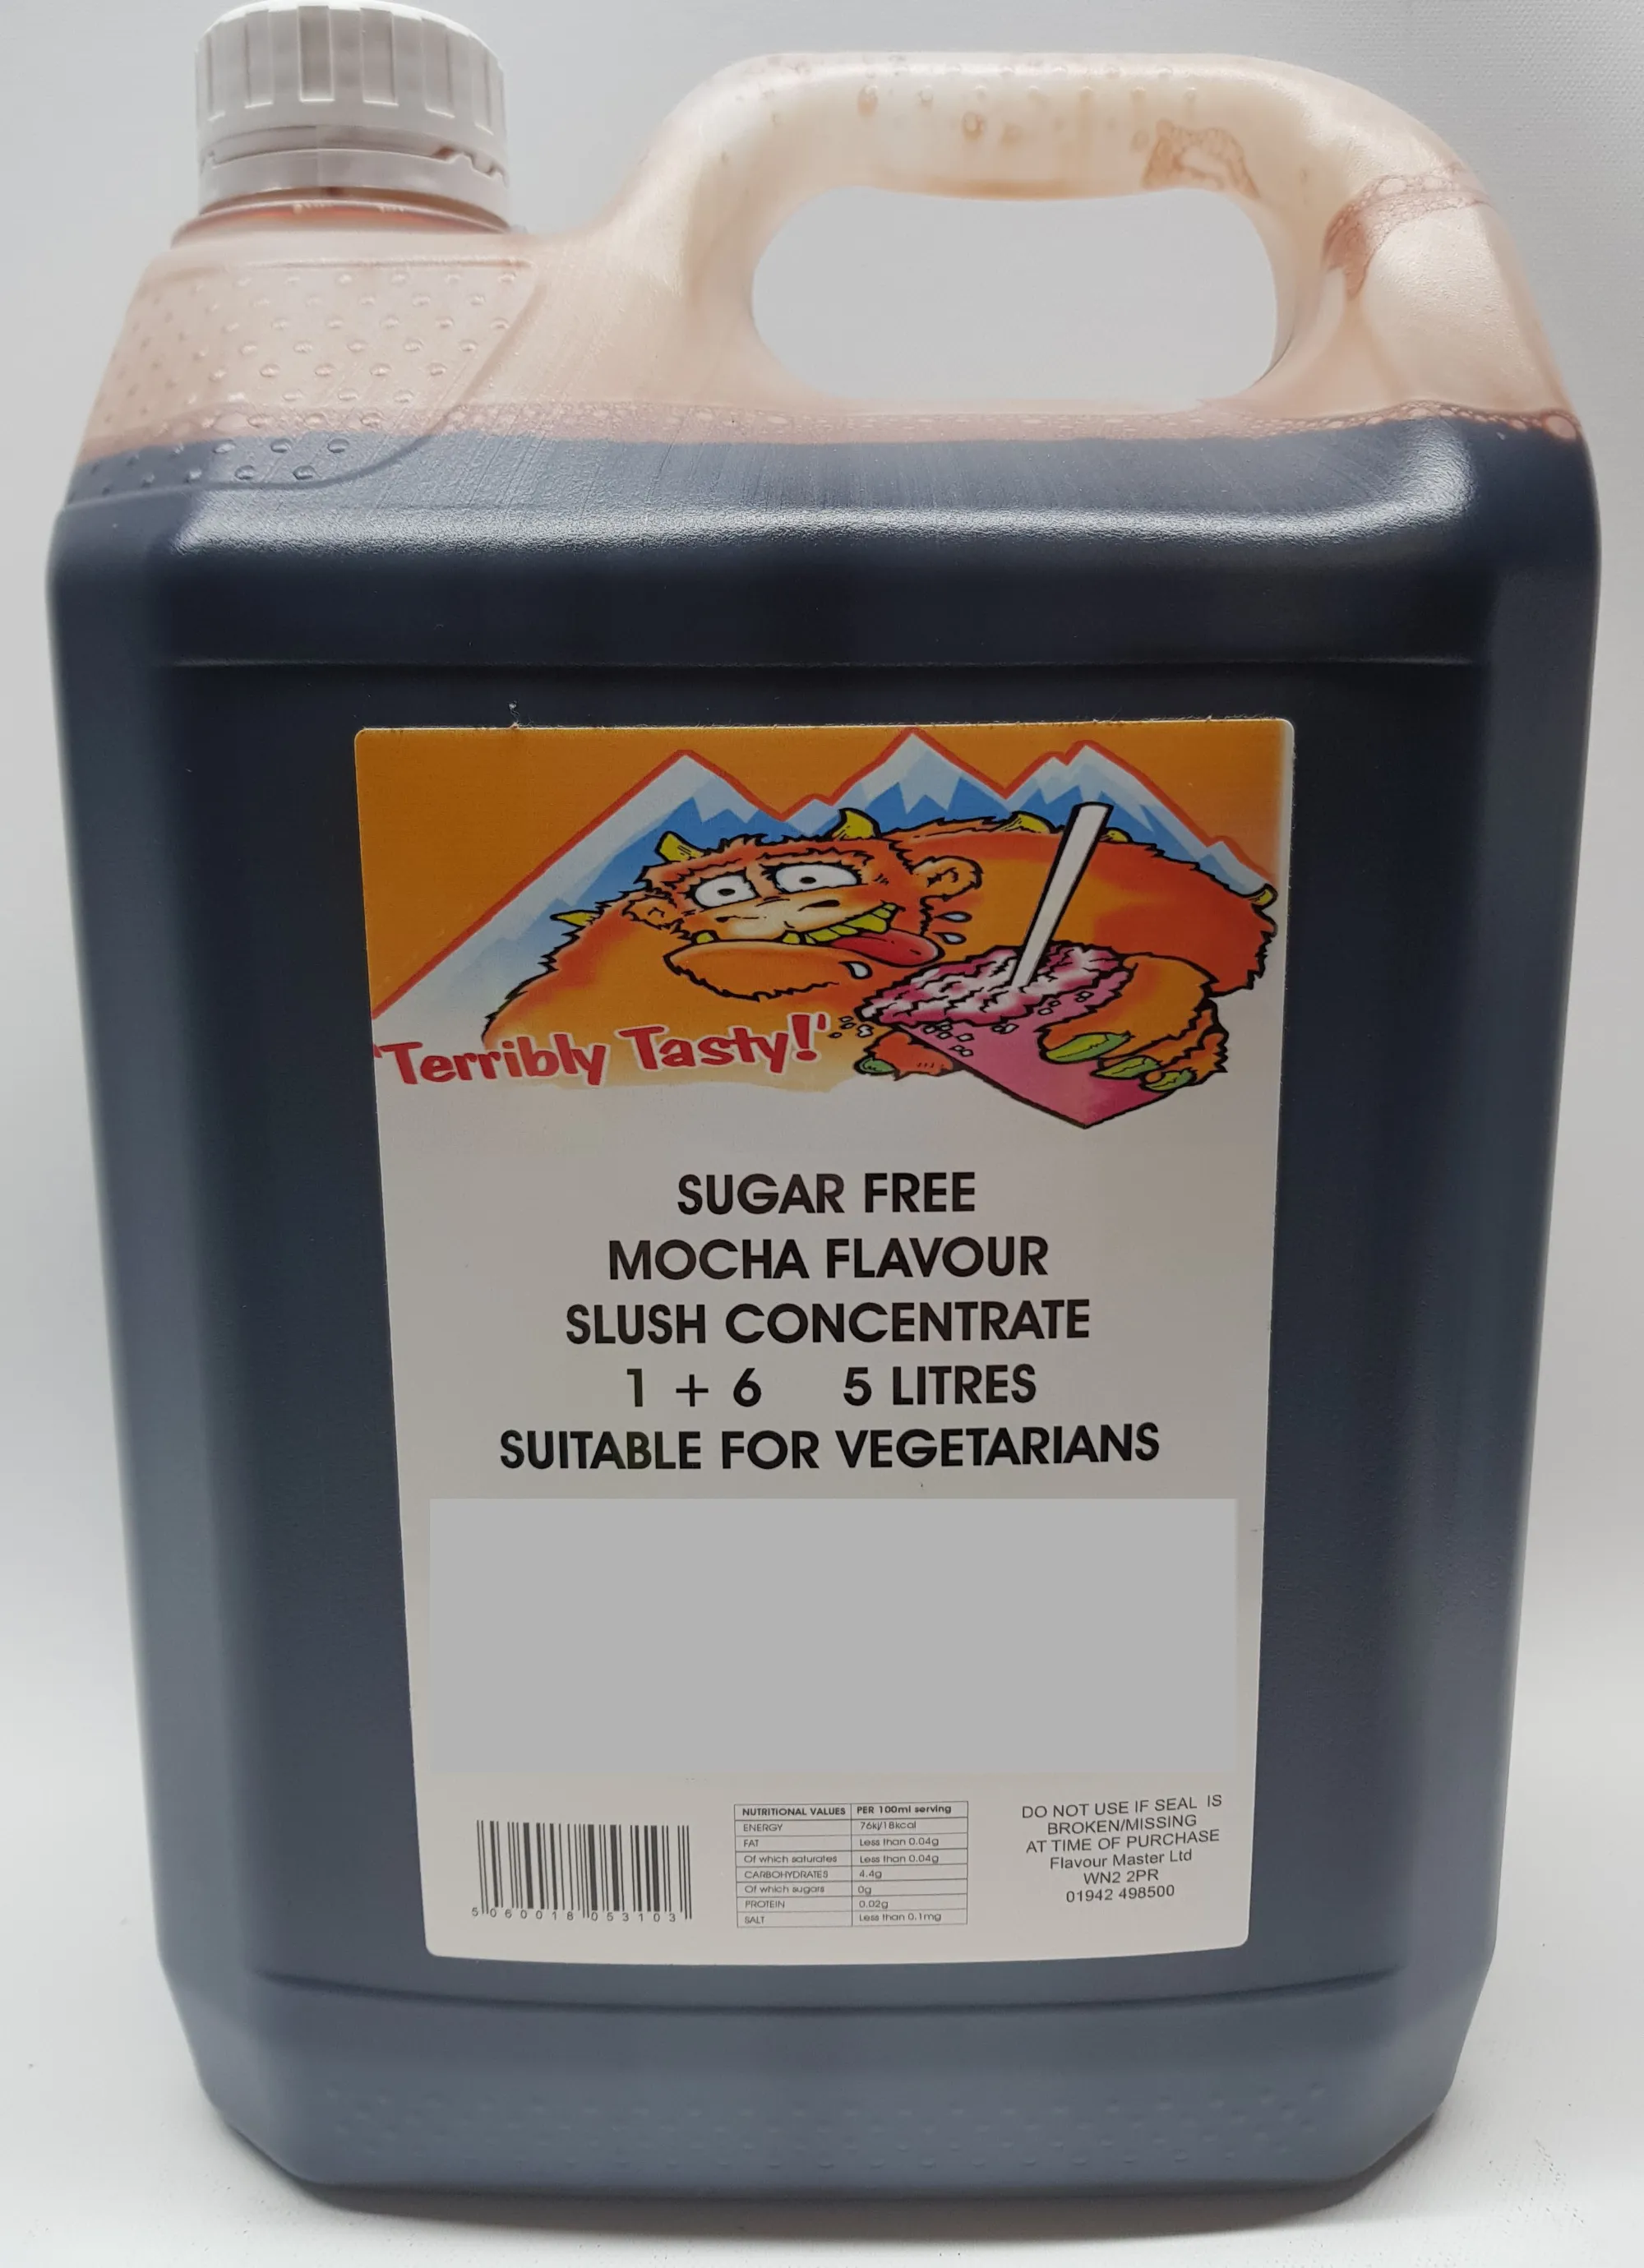 'Terribly Tasty!'
SUGAR FREE
MOCHA FLAVOUR
SLUSH CONCENTRATE
1 + 6 5 LITRES
SUITABLE FOR VEGETARIANS
5 060018 053103
NUTRITIONAL VALUES PER 100ml serving
ENERGY 76kj/18kcal
FAT Less than 0.04g
Of which saturates Less than 0.04g
CARBOHYDRATES 4.4g
Of which sugars 0g
PROTEIN 0.02g
SALT Less than 0.1mg
DO NOT USE IF SEAL IS
BROKEN/MISSING
AT TIME OF PURCHASE
Flavour Master Ltd
WN2 2PR
01942 498500